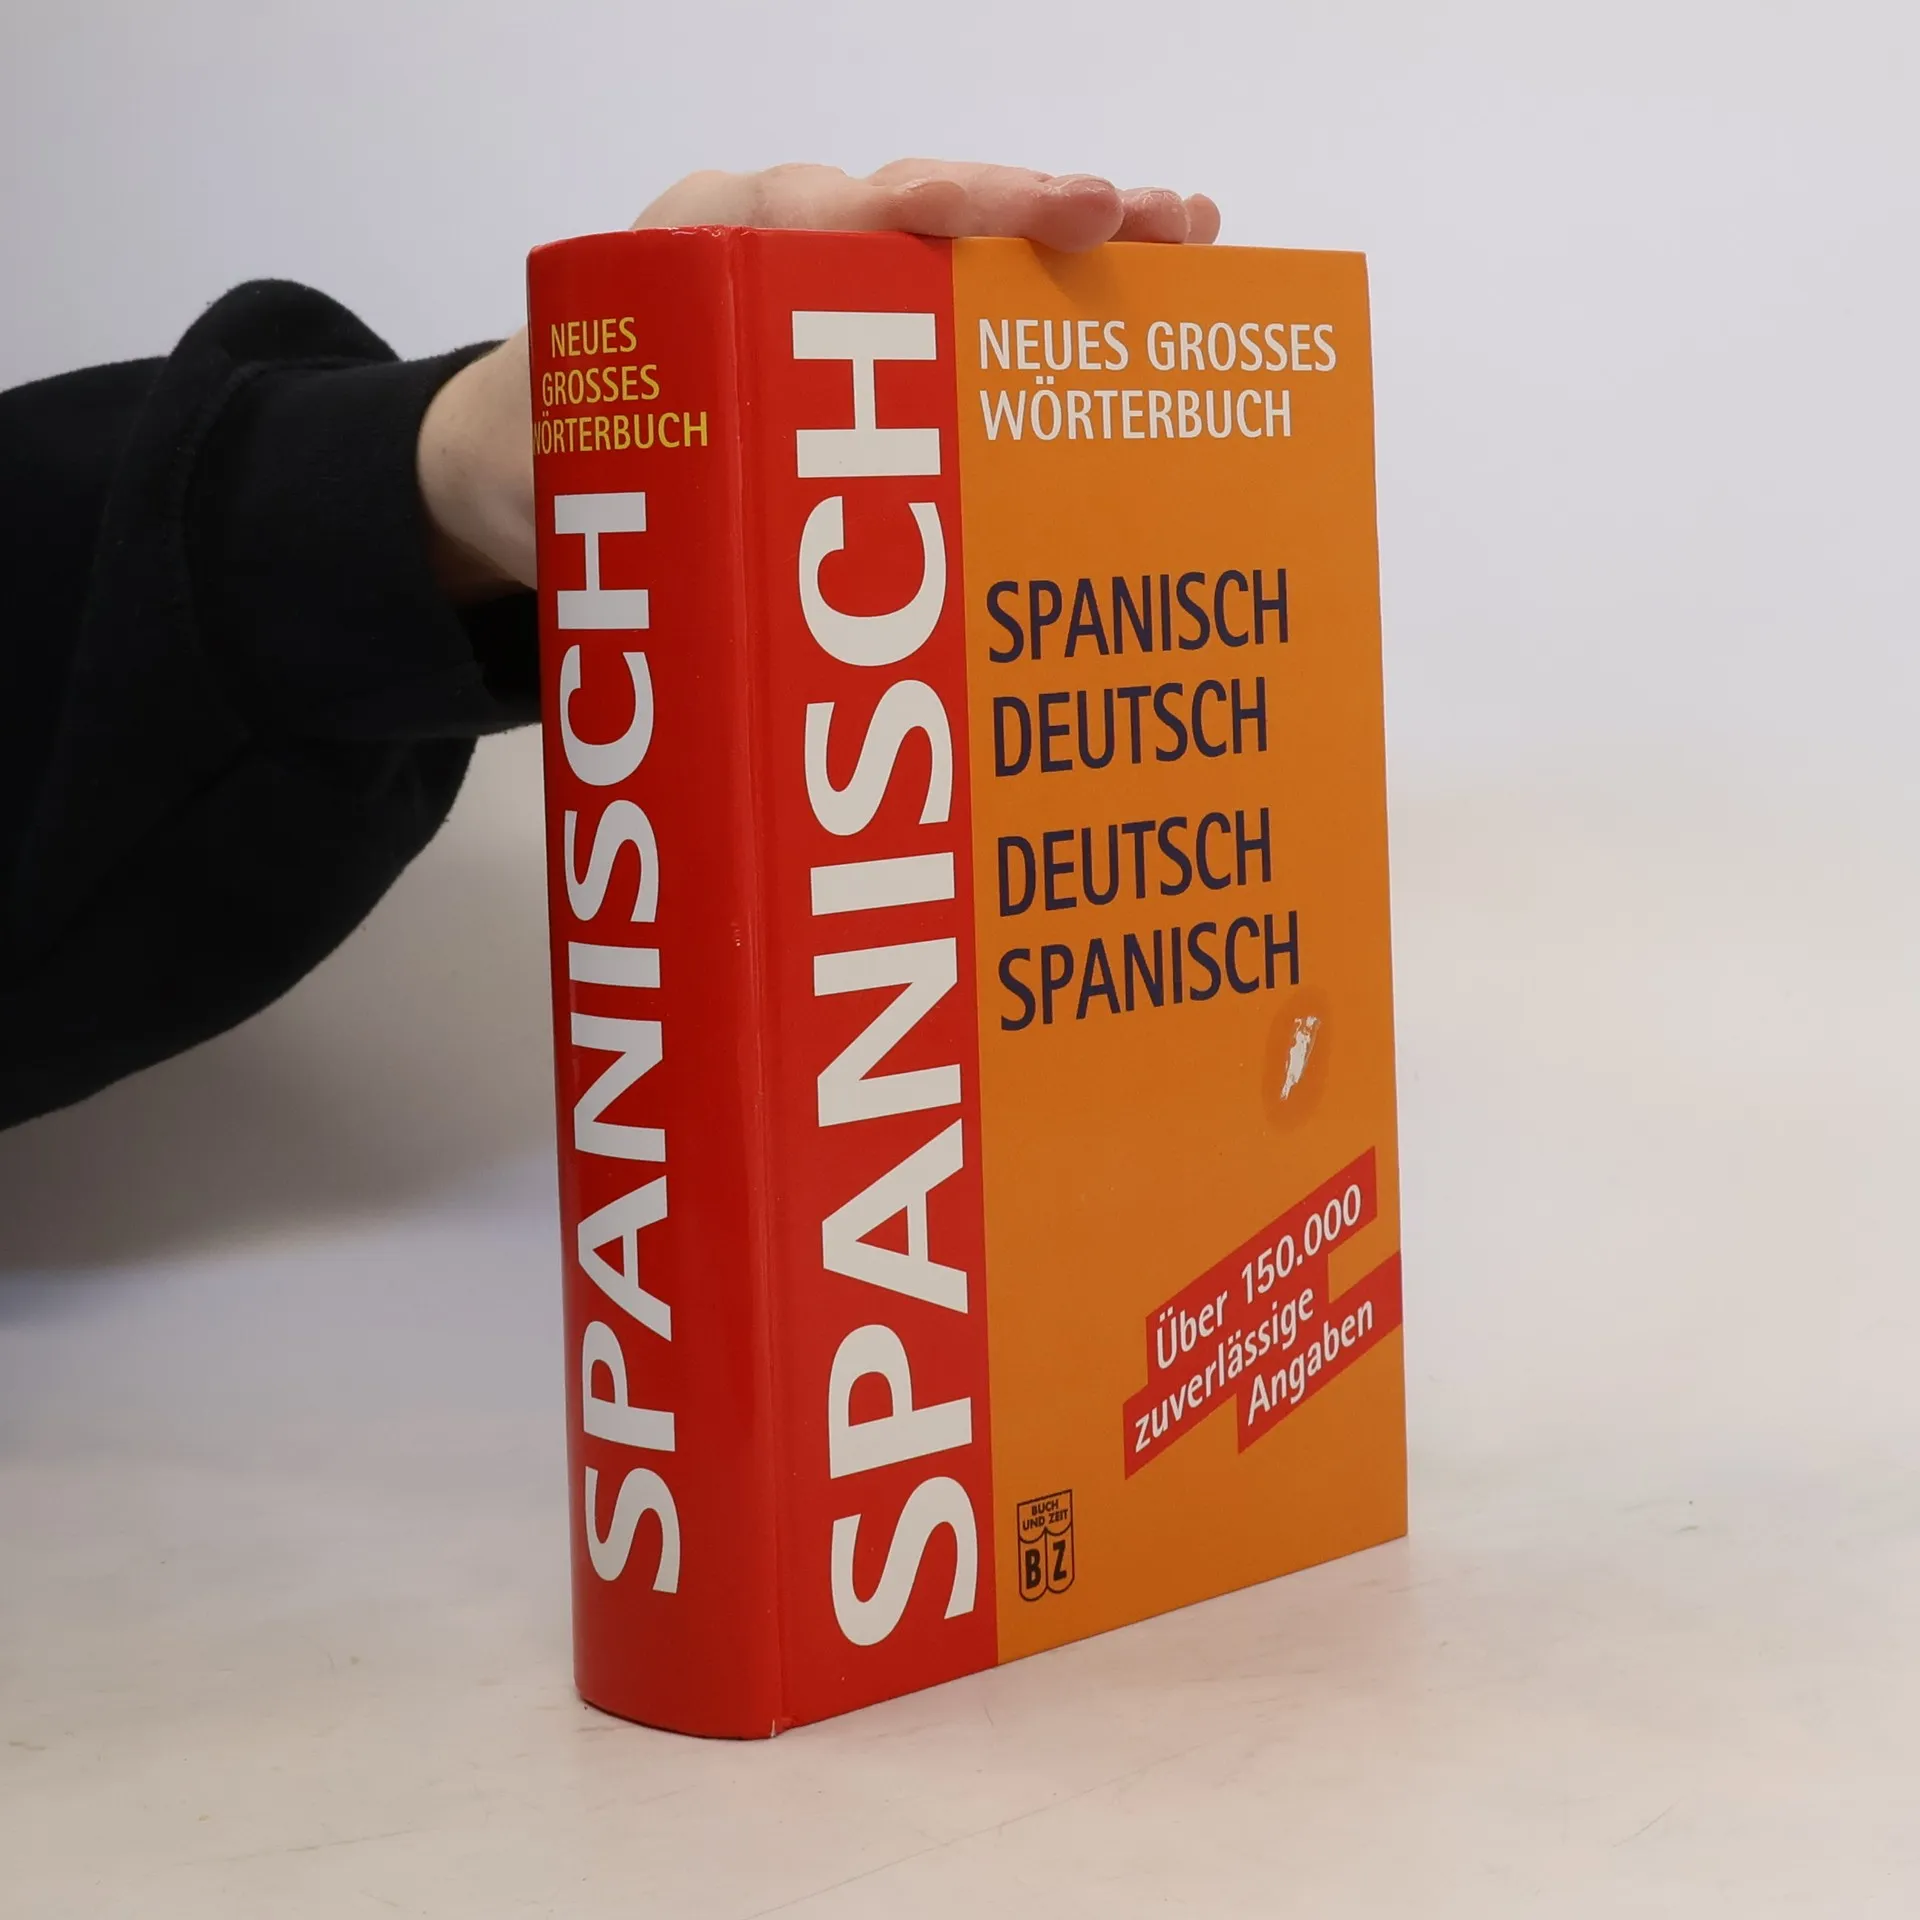 NEUES
GROSSES
WÖRTERBUCH
SPANISCH
SPANISCH
NEUES GROSSES
WÖRTERBUCH
SPANISCH
DEUTSCH
DEUTSCH
SPANISCH
Über 150.000
zuverlässige
Angaben
BUCH
UND ZEIT
BZ